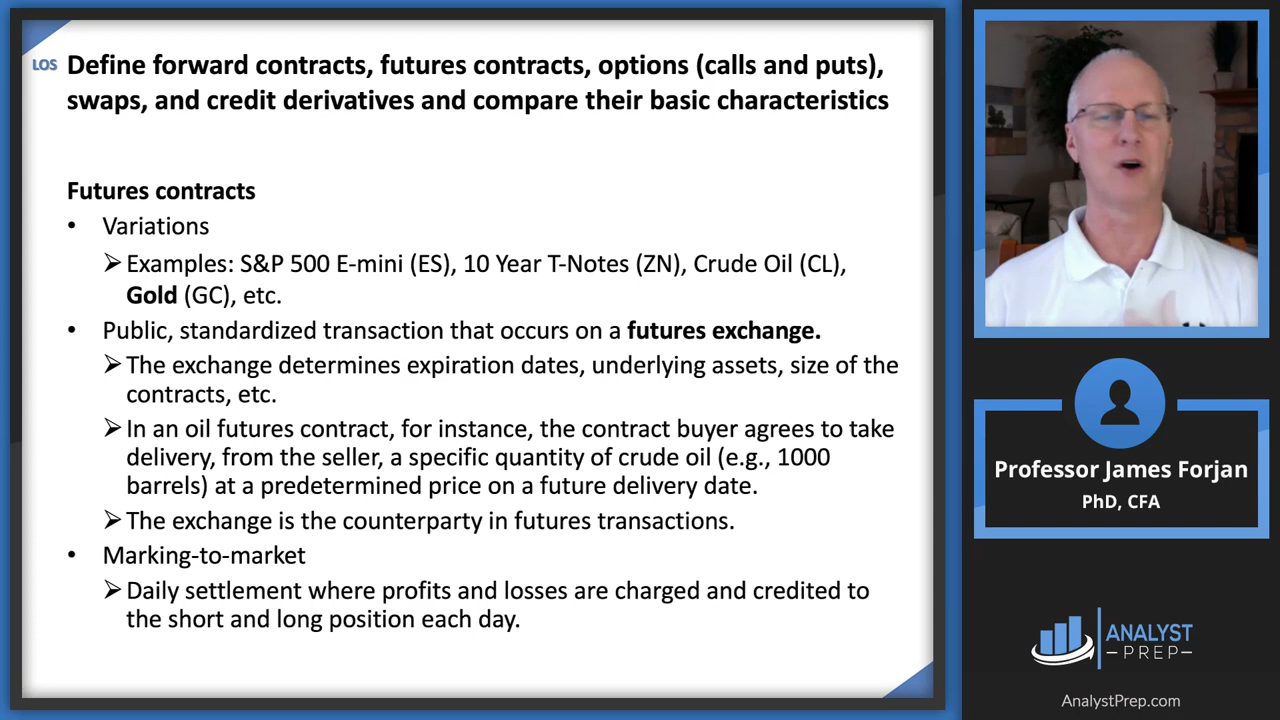 LOS
Define forward contracts, futures contracts, options (calls and puts),
swaps, and credit derivatives and compare their basic characteristics
Futures contracts
• Variations
➢ Examples: S&P 500 E-mini (ES), 10 Year T-Notes (ZN), Crude Oil (CL),
Gold (GC), etc.
• Public, standardized transaction that occurs on a futures exchange.
➢ The exchange determines expiration dates, underlying assets, size of the
contracts, etc.
➢ In an oil futures contract, for instance, the contract buyer agrees to take
delivery, from the seller, a specific quantity of crude oil (e.g., 1000
barrels) at a predetermined price on a future delivery date.
➢ The exchange is the counterparty in futures transactions.
• Marking-to-market
➢ Daily settlement where profits and losses are charged and credited to
the short and long position each day.
Professor James Forjan
PhD, CFA
ANALYST
–PREP–
AnalystPrep.com